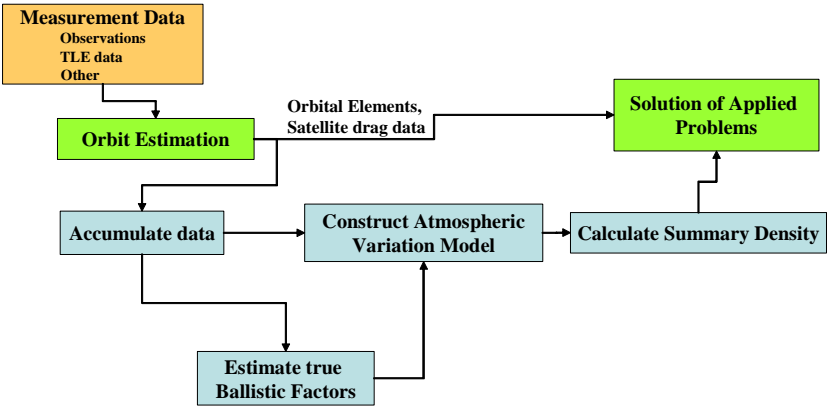 Measurement Data
Observations
TLE data
Other
Orbit Estimation
Orbital Elements,
Satellite drag data
Solution of Applied
Problems
Accumulate data
Construct Atmospheric
Variation Model
Calculate Summary Density
Estimate true
Ballistic Factors